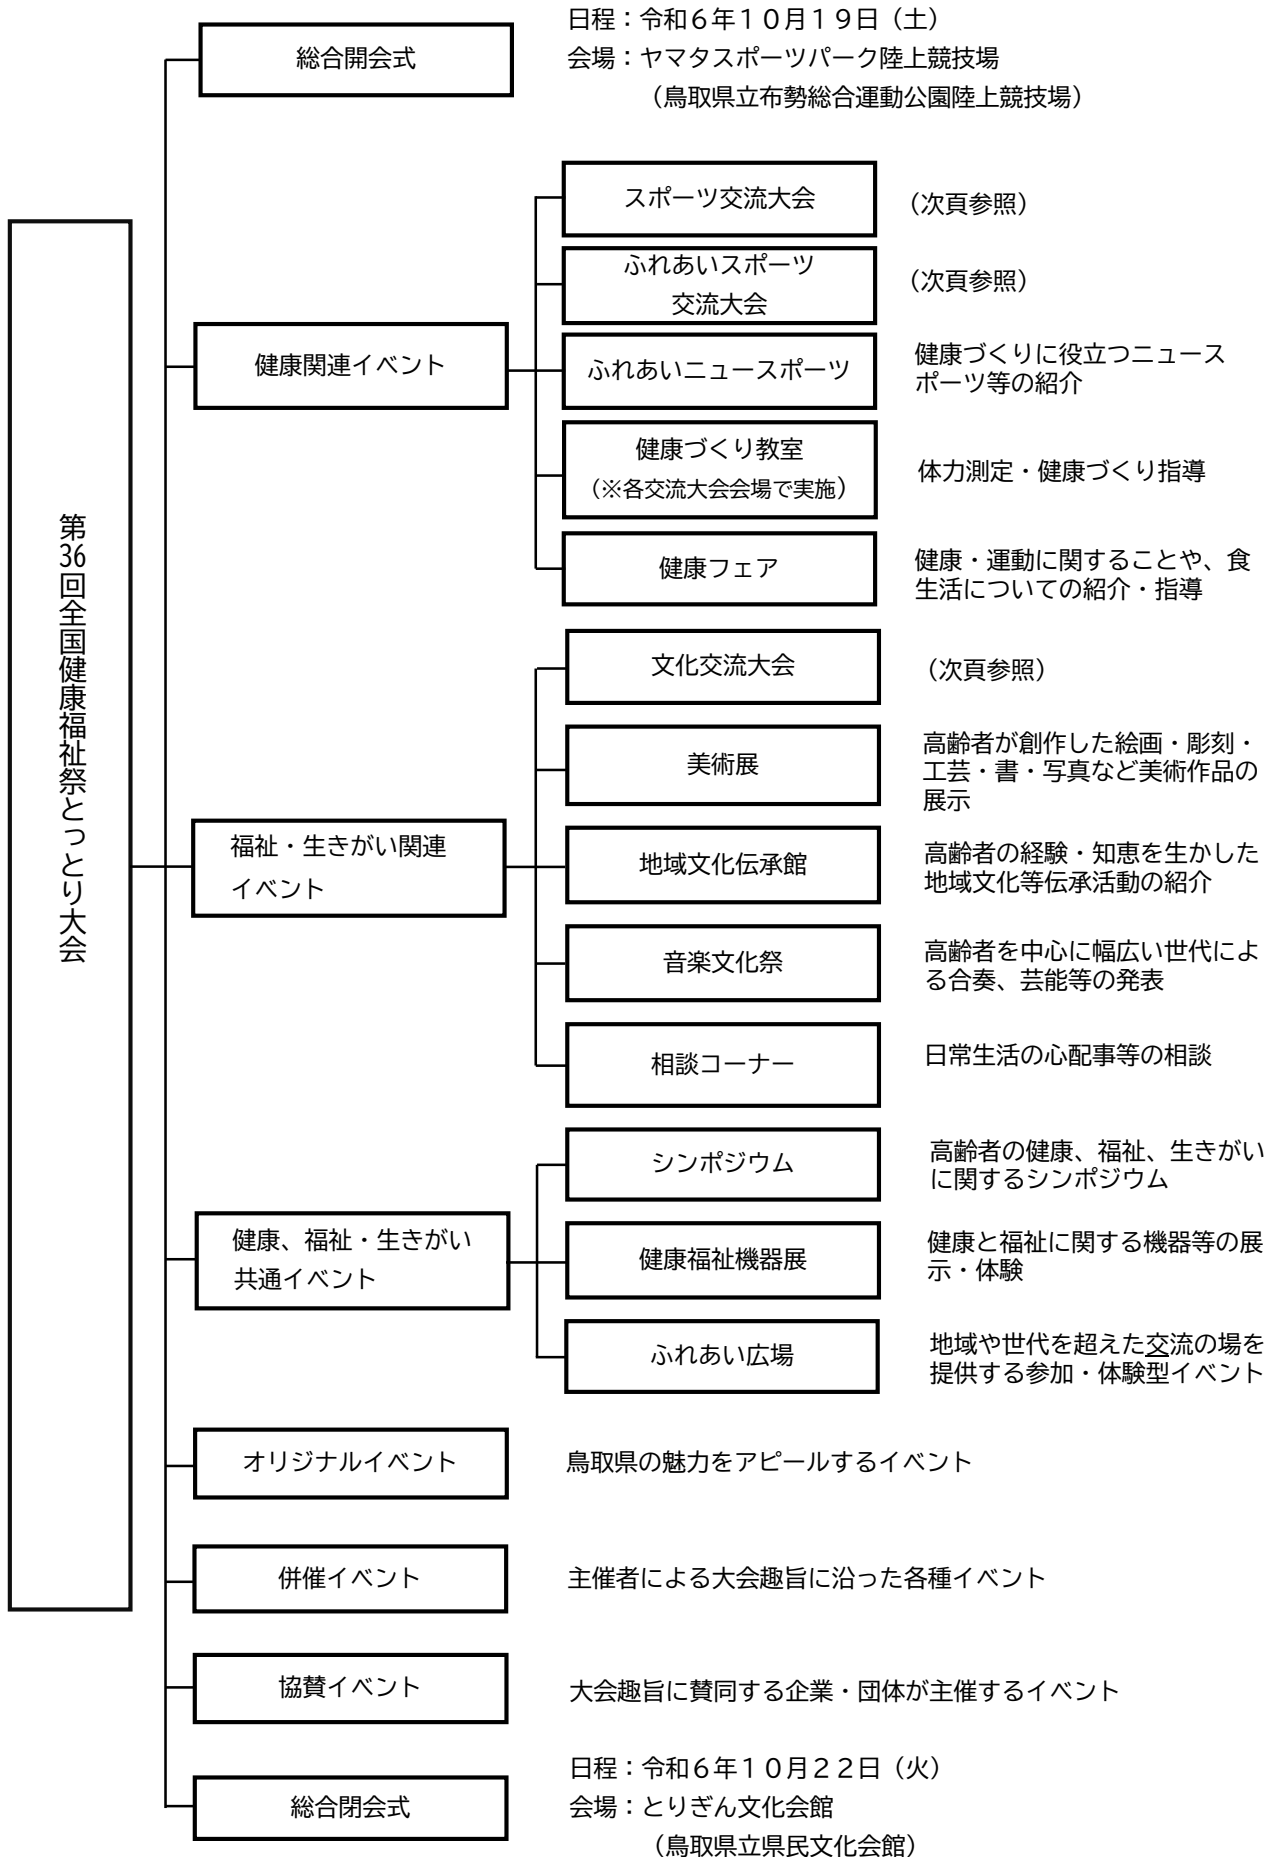 第36回全国健康福祉祭とっとり大会
総合開会式
日程：令和６年１０月１９日（土）
会場：ヤマタスポーツパーク陸上競技場
（鳥取県立布勢総合運動公園陸上競技場）
健康関連イベント
スポーツ交流大会
（次頁参照）
ふれあいスポーツ
交流大会
（次頁参照）
ふれあいニュースポーツ
健康づくりに役立つニュース
ポーツ等の紹介
健康づくり教室
（※各交流大会会場で実施）
体力測定・健康づくり指導
健康フェア
健康・運動に関することや、食
生活についての紹介・指導
福祉・生きがい関連
イベント
文化交流大会
（次頁参照）
美術展
高齢者が創作した絵画・彫刻・
工芸・書・写真など美術作品の
展示
地域文化伝承館
高齢者の経験・知恵を生かした
地域文化等伝承活動の紹介
音楽文化祭
高齢者を中心に幅広い世代によ
る合奏、芸能等の発表
相談コーナー
日常生活の心配事等の相談
健康、福祉・生きがい
共通イベント
シンポジウム
高齢者の健康、福祉、生きがい
に関するシンポジウム
健康福祉機器展
健康と福祉に関する機器等の展
示・体験
ふれあい広場
地域や世代を超えた交流の場を
提供する参加・体験型イベント
オリジナルイベント
鳥取県の魅力をアピールするイベント
併催イベント
主催者による大会趣旨に沿った各種イベント
協賛イベント
大会趣旨に賛同する企業・団体が主催するイベント
総合閉会式
日程：令和６年１０月２２日（火）
会場：とりぎん文化会館
（鳥取県立県民文化会館）